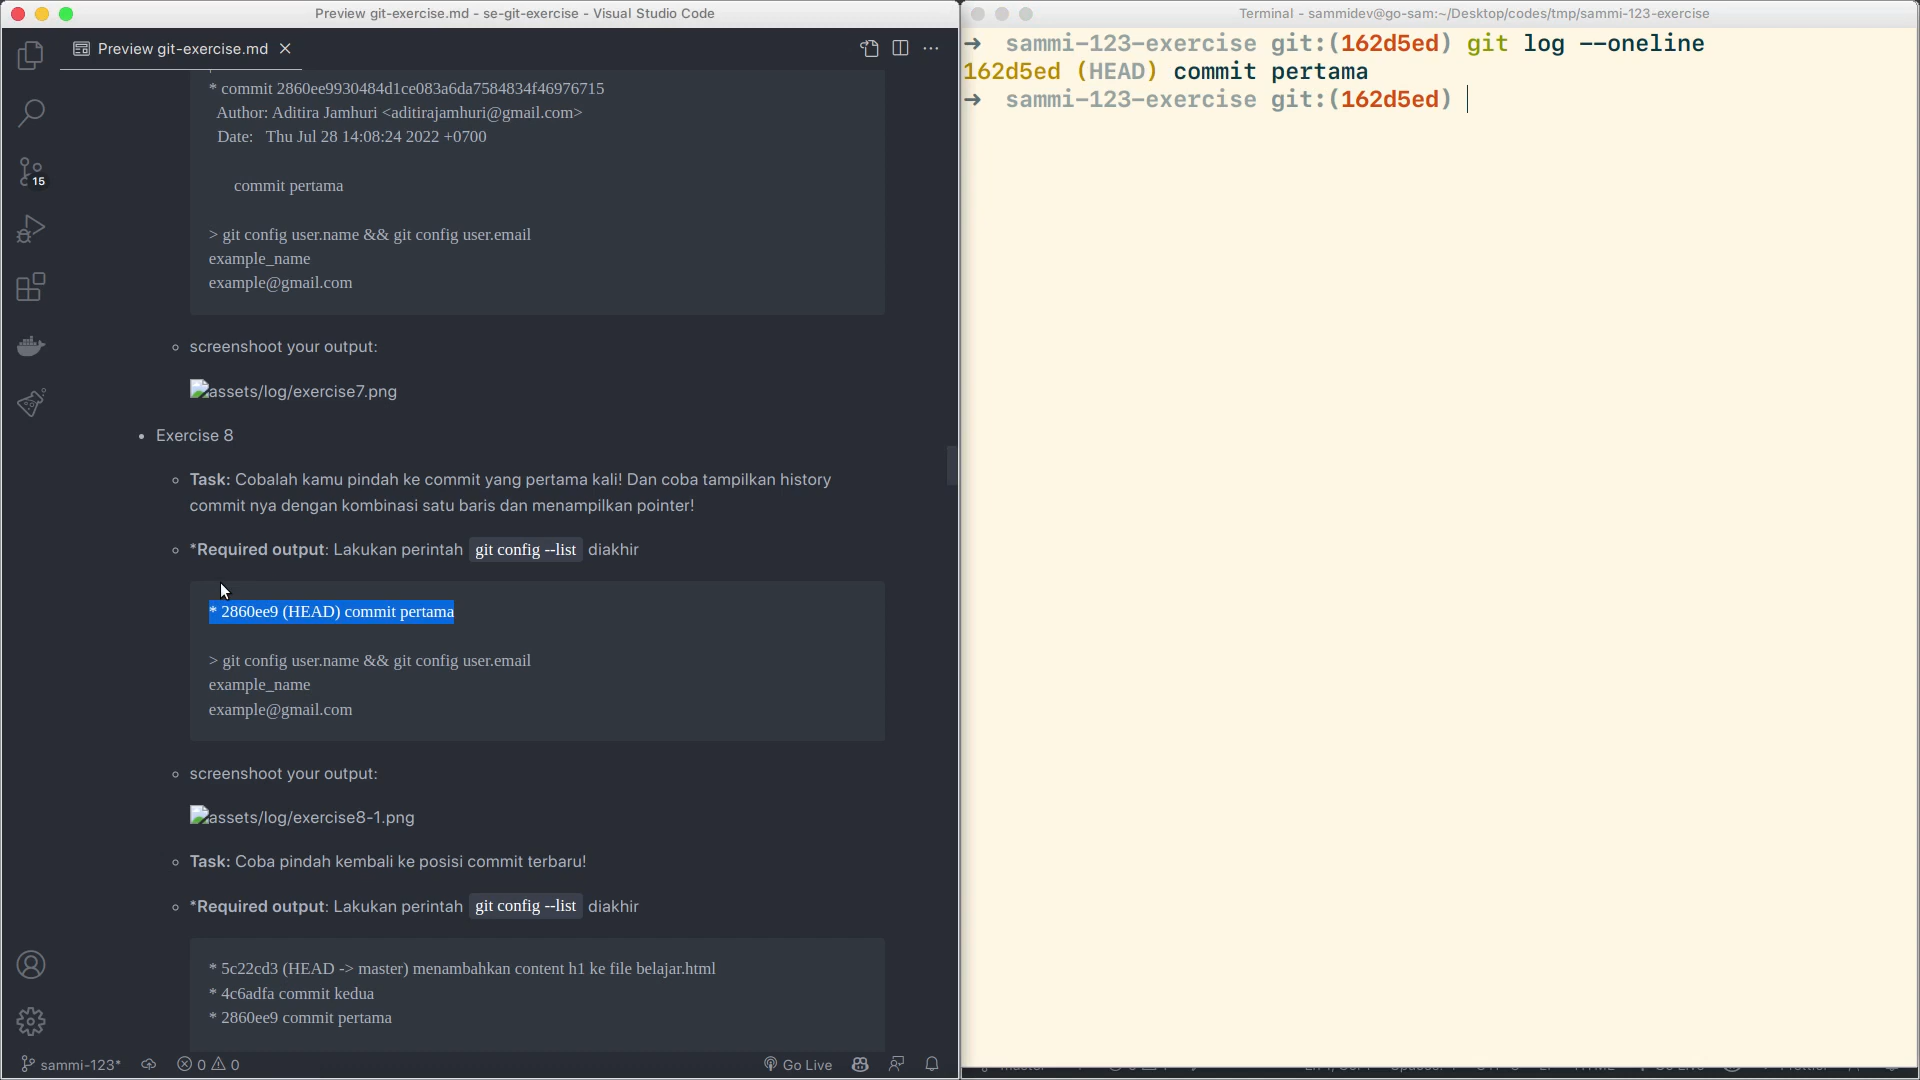 Preview git-exercise.md - se-git-exercise - Visual Studio Code
Preview git-exercise.md
* commit 2860ee9930484d1ce083a6da7584834f46976715
Author: Aditira Jamhuri <aditirajamhuri@gmail.com>
Date: Thu Jul 28 14:08:24 2022 +0700
commit pertama
> git config user.name && git config user.email
example_name
example@gmail.com
screenshoot your output:
assets/log/exercise7.png
Exercise 8
Task: Cobalah kamu pindah ke commit yang pertama kali! Dan coba tampilkan history
commit nya dengan kombinasi satu baris dan menampilkan pointer!
*Required output: Lakukan perintah git config --list diakhir
* 2860ee9 (HEAD) commit pertama
> git config user.name && git config user.email
example_name
example@gmail.com
screenshoot your output:
assets/log/exercise8-1.png
Task: Coba pindah kembali ke posisi commit terbaru!
*Required output: Lakukan perintah git config --list diakhir
* 5c22cd3 (HEAD -> master) menambahkan content h1 ke file belajar.html
* 4c6adfa commit kedua
* 2860ee9 commit pertama
15
sammi-123* 0 0 Go Live
Terminal - sammidev@go-sam:~/Desktop/codes/tmp/sammi-123-exercise
→ sammi-123-exercise git:(162d5ed) git log --oneline
162d5ed (HEAD) commit pertama
→ sammi-123-exercise git:(162d5ed)